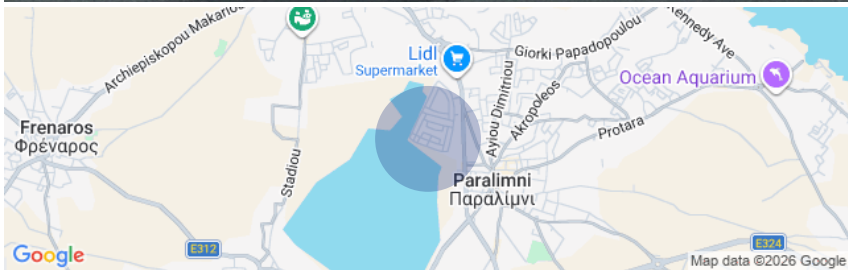 Archiepiskopou Makariou
Lidl
Supermarket
Giorki Papadopoulou
Kennedy Ave
Ocean Aquarium
Ayiou Dimitriou
Akropoleos
Protara
Frenaros
Φρέναρος
Stadiou
Paralimni
Παραλίμνι
E312
E324
Google
Map data ©2026 Google